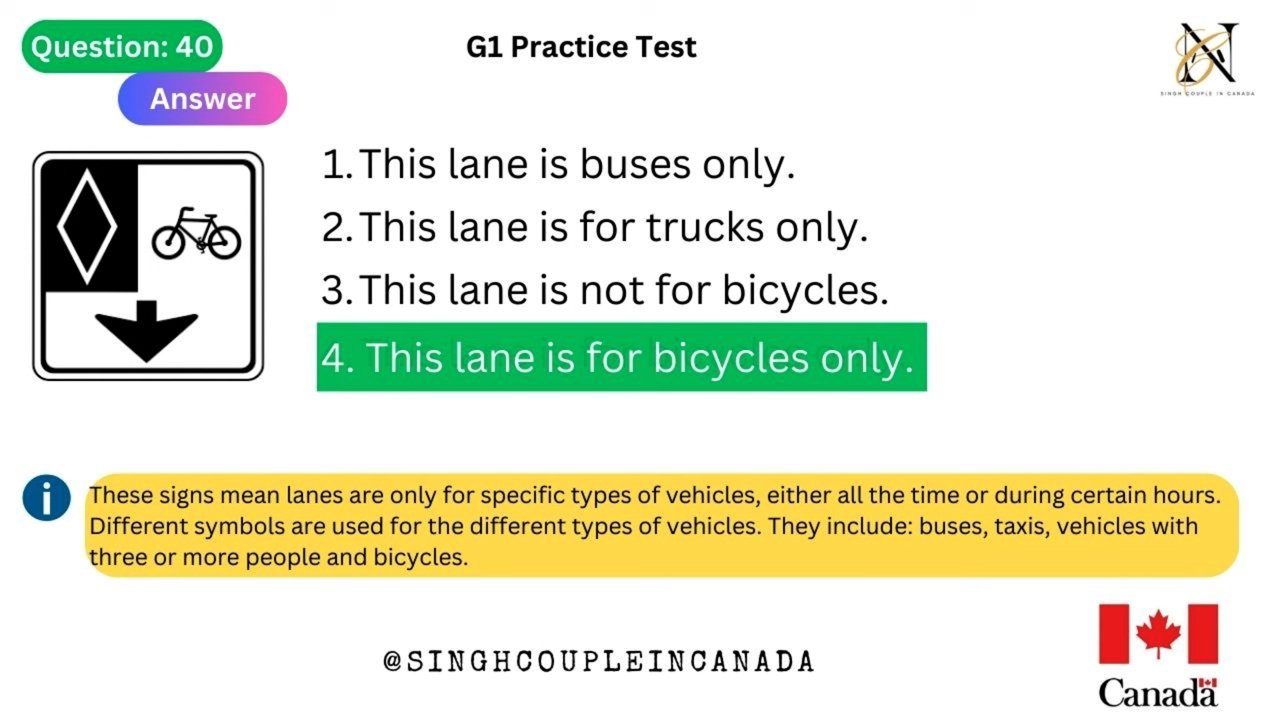 Question: 40
G1 Practice Test
Answer
SINGH COUPLE IN CANADA
1. This lane is buses only.
2. This lane is for trucks only.
3. This lane is not for bicycles.
4. This lane is for bicycles only.
i
These signs mean lanes are only for specific types of vehicles, either all the time or during certain hours.
Different symbols are used for the different types of vehicles. They include: buses, taxis, vehicles with
three or more people and bicycles.
@SINGHCOUPLEINCANADA
Canada